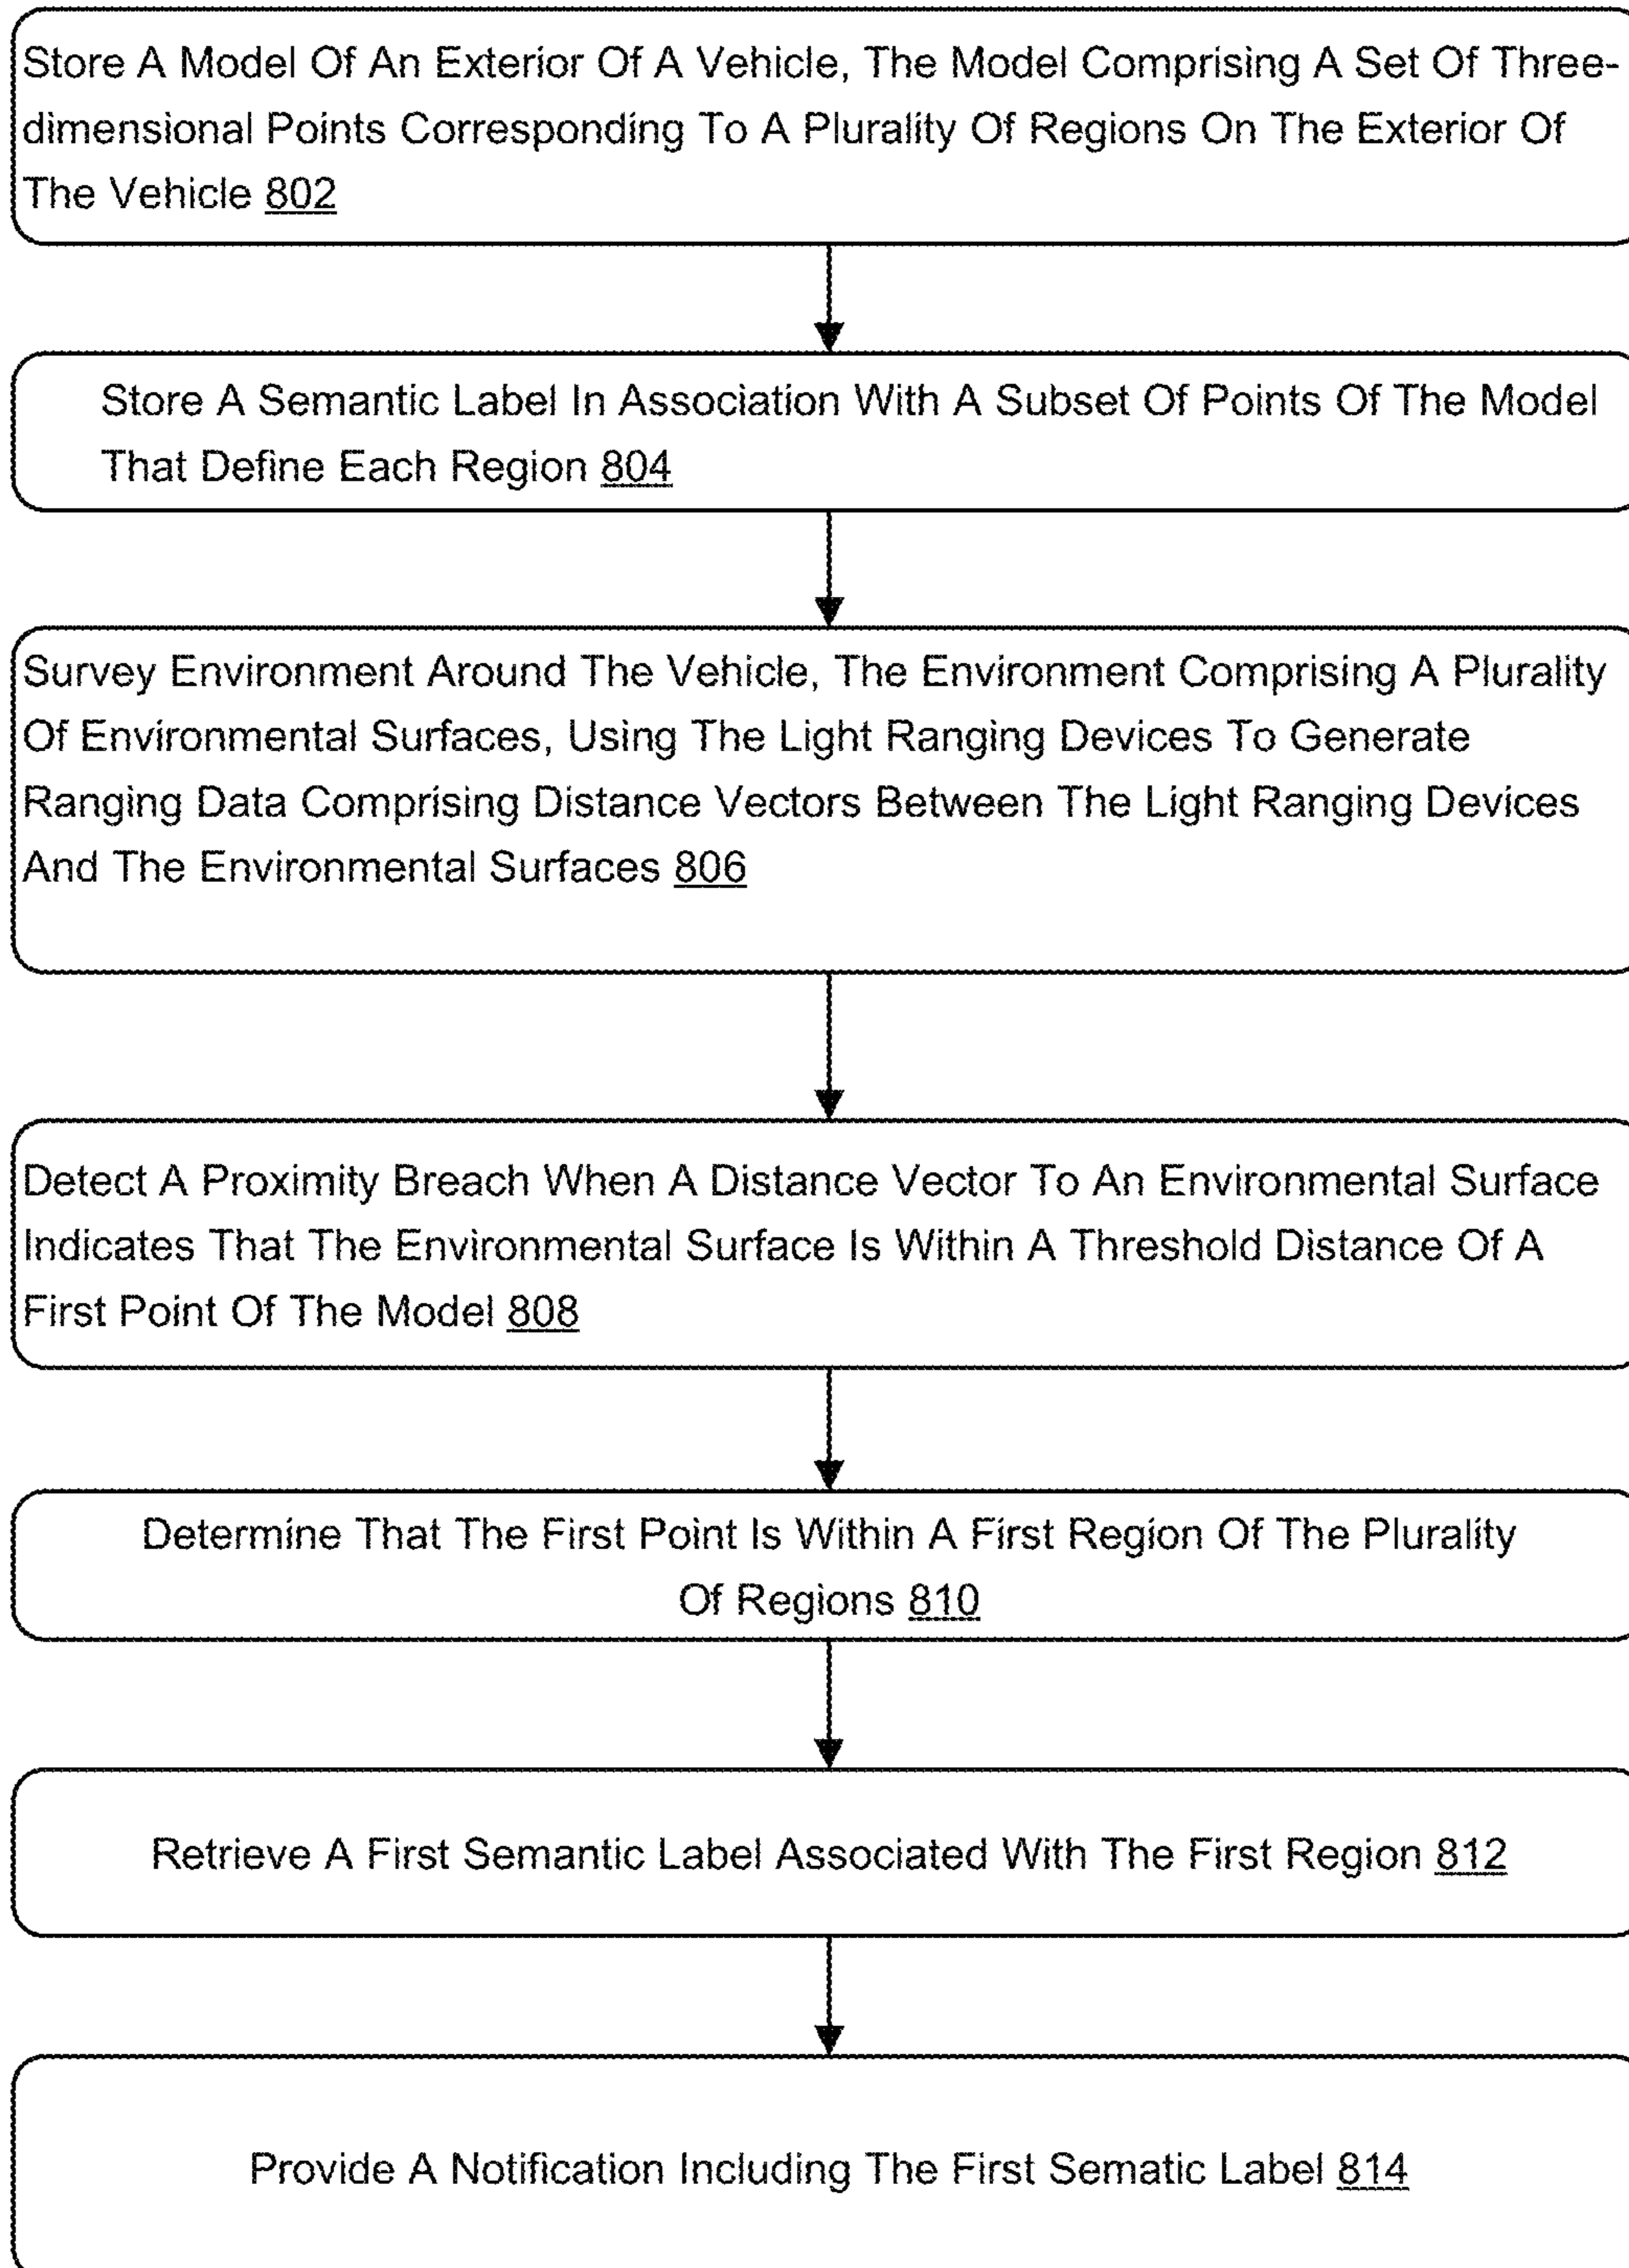 Store A Model Of An Exterior Of A Vehicle, The Model Comprising A Set Of Three-
dimensional Points Corresponding To A Plurality Of Regions On The Exterior Of
The Vehicle 802
Store A Semantic Label In Association With A Subset Of Points Of The Model
That Define Each Region 804
Survey Environment Around The Vehicle, The Environment Comprising A Plurality
Of Environmental Surfaces, Using The Light Ranging Devices To Generate
Ranging Data Comprising Distance Vectors Between The Light Ranging Devices
And The Environmental Surfaces 806
Detect A Proximity Breach When A Distance Vector To An Environmental Surface
Indicates That The Environmental Surface Is Within A Threshold Distance Of A
First Point Of The Model 808
Determine That The First Point Is Within A First Region Of The Plurality
Of Regions 810
Retrieve A First Semantic Label Associated With The First Region 812
Provide A Notification Including The First Sematic Label 814